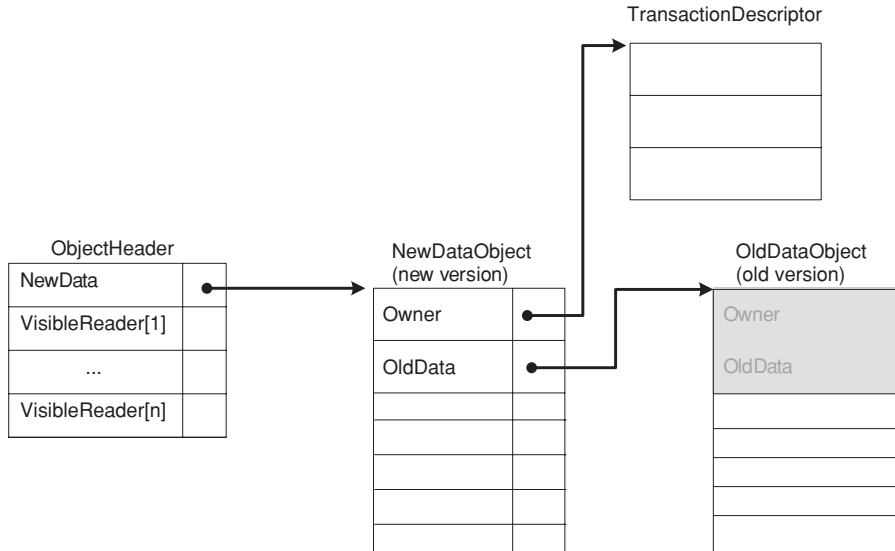 TransactionDescriptor
ObjectHeader
NewData
VisibleReader[1]
...
VisibleReader[n]
NewDataObject
(new version)
Owner
OldData
OldDataObject
(old version)
Owner
OldData